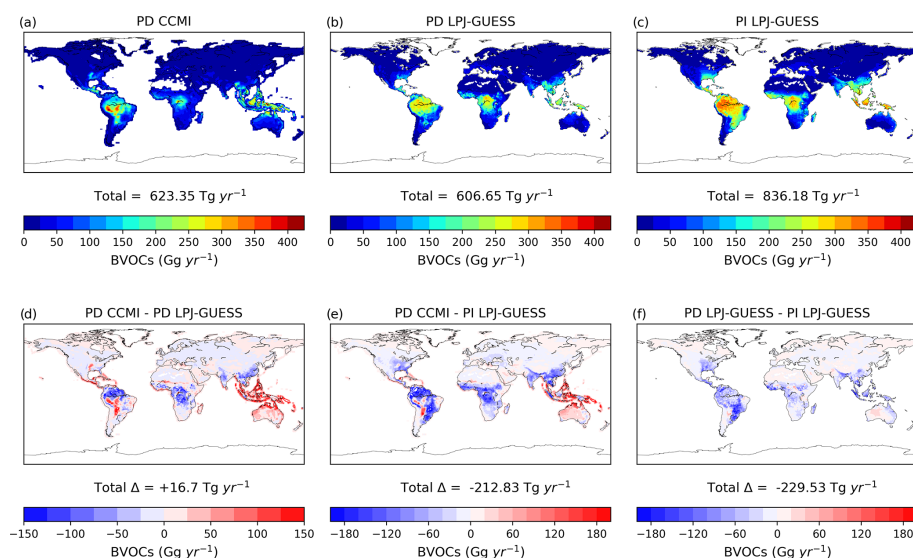 (a) PD CCMI
(b) PD LPJ-GUESS
(c) PI LPJ-GUESS
Total = 623.35 Tg yr⁻¹
Total = 606.65 Tg yr⁻¹
Total = 836.18 Tg yr⁻¹
0 50 100 150 200 250 300 350 400
0 50 100 150 200 250 300 350 400
0 50 100 150 200 250 300 350 400
BVOCs (Gg yr⁻¹)
BVOCs (Gg yr⁻¹)
BVOCs (Gg yr⁻¹)
(d) PD CCMI - PD LPJ-GUESS
(e) PD CCMI - PI LPJ-GUESS
(f) PD LPJ-GUESS - PI LPJ-GUESS
Total Δ = +16.7 Tg yr⁻¹
Total Δ = -212.83 Tg yr⁻¹
Total Δ = -229.53 Tg yr⁻¹
−150 −100 −50 0 50 100 150
−180 −120 −60 0 60 120 180
−180 −120 −60 0 60 120 180
BVOCs (Gg yr⁻¹)
BVOCs (Gg yr⁻¹)
BVOCs (Gg yr⁻¹)